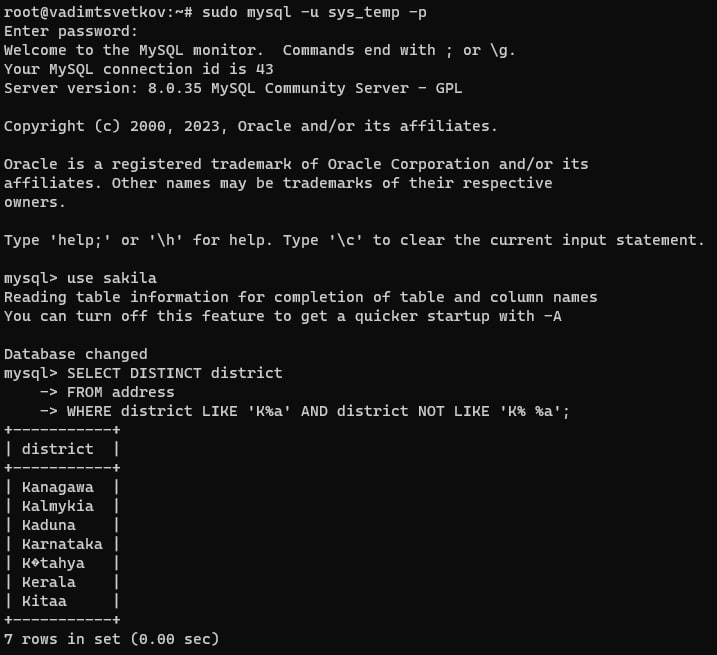 root@vadimtsvetkov:~# sudo mysql -u sys_temp -p
Enter password:
Welcome to the MySQL monitor.  Commands end with ; or \g.
Your MySQL connection id is 43
Server version: 8.0.35 MySQL Community Server - GPL

Copyright (c) 2000, 2023, Oracle and/or its affiliates.

Oracle is a registered trademark of Oracle Corporation and/or its
affiliates. Other names may be trademarks of their respective
owners.

Type 'help;' or '\h' for help. Type '\c' to clear the current input statement.

mysql> use sakila
Reading table information for completion of table and column names
You can turn off this feature to get a quicker startup with -A

Database changed
mysql> SELECT DISTINCT district
    -> FROM address
    -> WHERE district LIKE 'K%a' AND district NOT LIKE 'K% %a';
+-----------+
| district  |
+-----------+
| Kanagawa  |
| Kalmykia  |
| Kaduna    |
| Karnataka |
| K�tahya   |
| Kerala    |
| Kitaa     |
+-----------+
7 rows in set (0.00 sec)